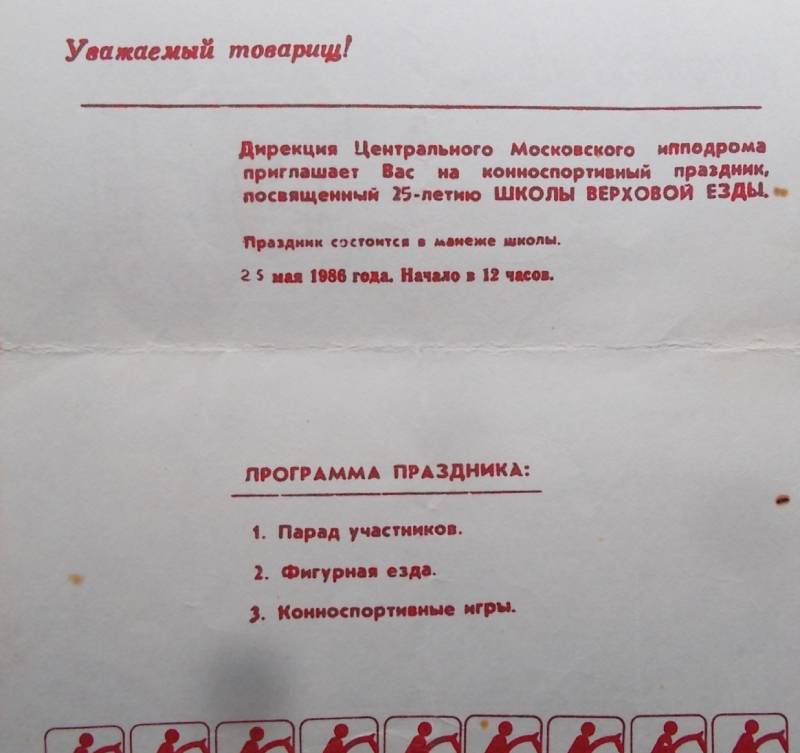 Уважаемый товарищ!
Дирекция Центрального Московского ипподрома
приглашает Вас на конноспортивный праздник,
посвященный 25-летию ШКОЛЫ ВЕРХОВОЙ ЕЗДЫ.
Праздник состоится в манеже школы.
25 мая 1986 года. Начало в 12 часов.
ПРОГРАММА ПРАЗДНИКА:
1. Парад участников.
2. Фигурная езда.
3. Конноспортивные игры.